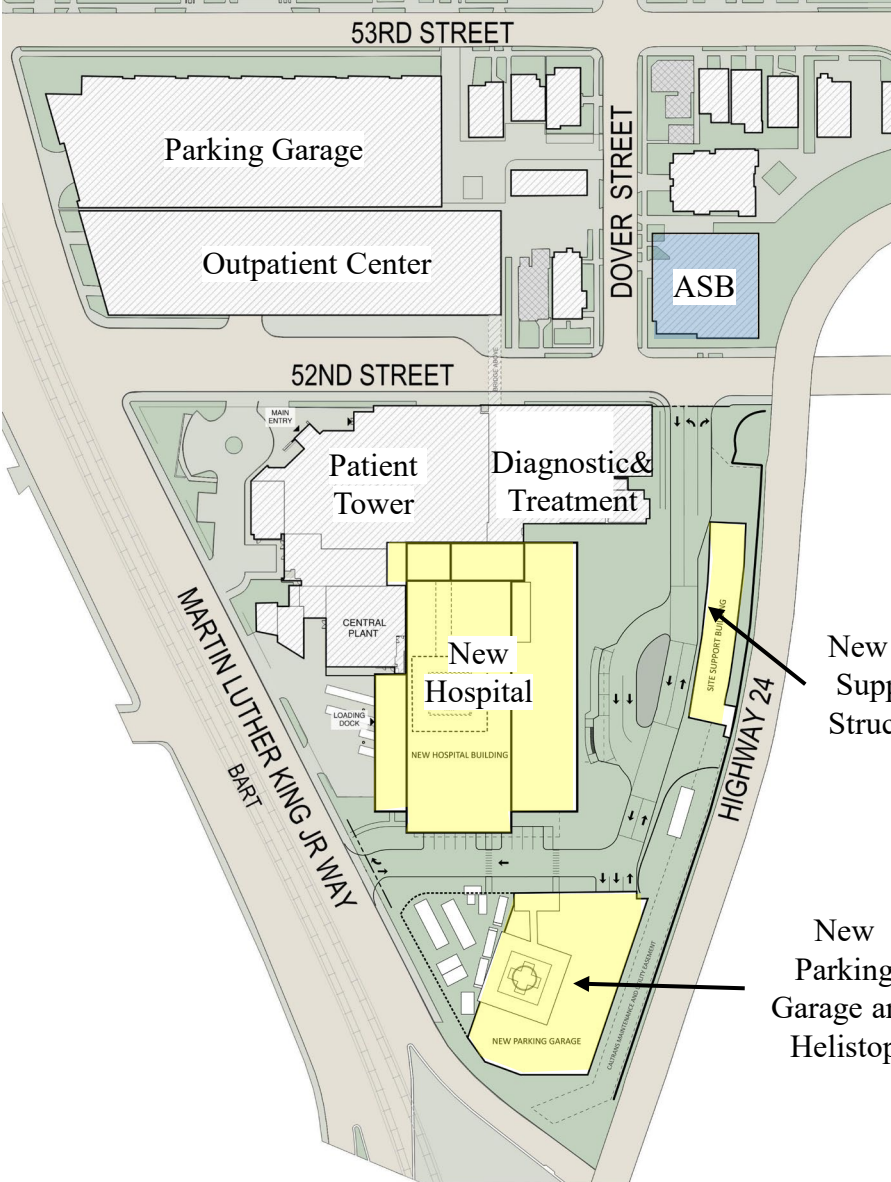 53RD STREET
Parking Garage
DOVER STREET
Outpatient Center
ASB
BRIDGE ABOVE
52ND STREET
MAIN
ENTRY
Patient
Tower
Diagnostic&
Treatment
CENTRAL
PLANT
New
Hospital
SITE SUPPORT BUILDING
New
Supp
Struc
LOADING
DOCK
NEW HOSPITAL BUILDING
MARTIN LUTHER KING JR WAY
BART
HIGHWAY 24
New
Parking
Garage an
Helistop
CALTRANS MAINTENANCE AND UTILITY EASEMENT
NEW PARKING GARAGE